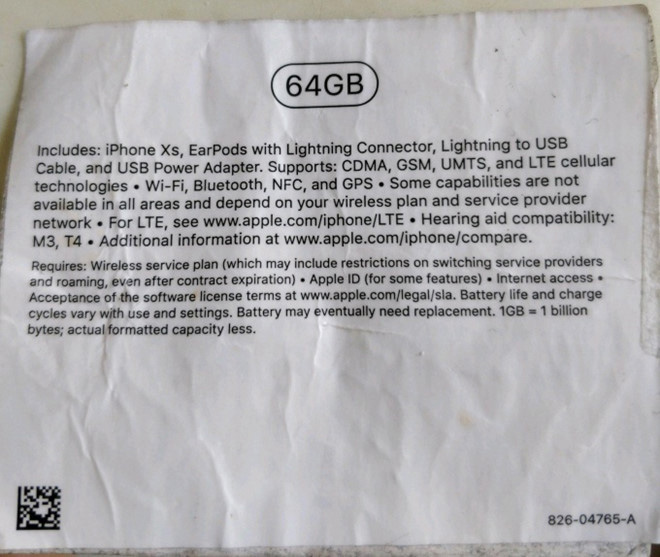 64GB
Includes: iPhone Xs, EarPods with Lightning Connector, Lightning to USB
Cable, and USB Power Adapter. Supports: CDMA, GSM, UMTS, and LTE cellular
technologies • Wi-Fi, Bluetooth, NFC, and GPS • Some capabilities are not
available in all areas and depend on your wireless plan and service provider
network • For LTE, see www.apple.com/iphone/LTE • Hearing aid compatibility:
M3, T4 • Additional information at www.apple.com/iphone/compare.
Requires: Wireless service plan (which may include restrictions on switching service providers
and roaming, even after contract expiration) • Apple ID (for some features) • Internet access •
Acceptance of the software license terms at www.apple.com/legal/sla. Battery life and charge
cycles vary with use and settings. Battery may eventually need replacement. 1GB = 1 billion
bytes; actual formatted capacity less.
826-04765-A